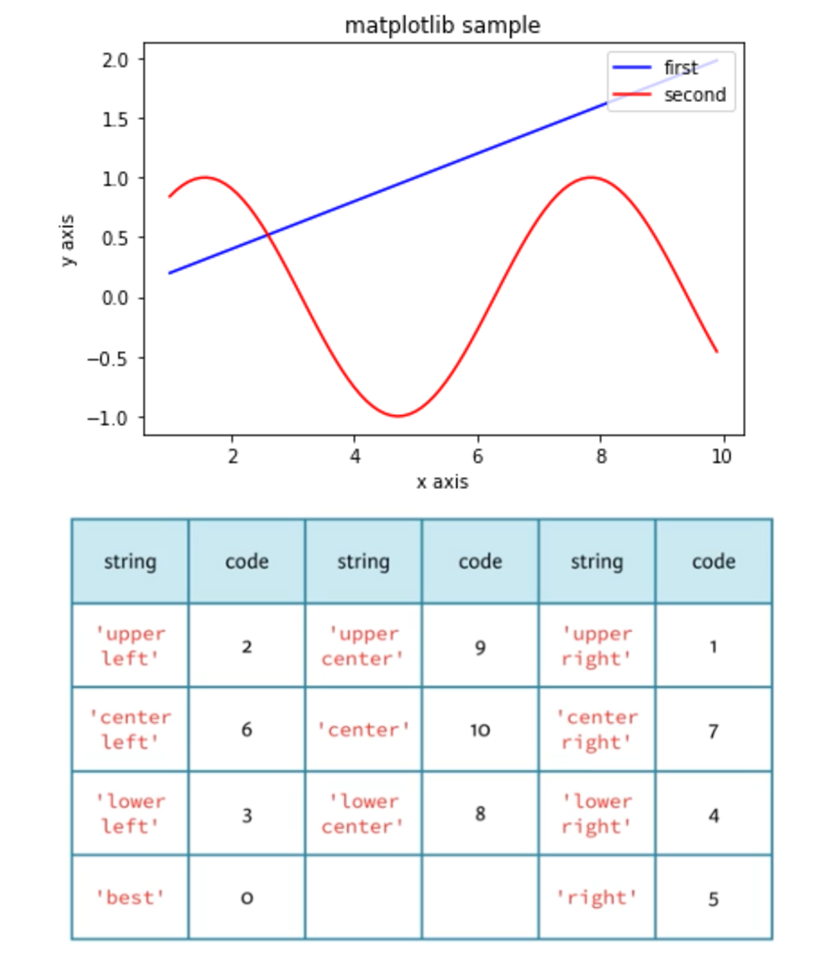 matplotlib sample
first
second
2.0
1.5
1.0
0.5
0.0
−0.5
−1.0
y axis
2 4 6 8 10
x axis
string code string code string code
'upper left' 2 'upper center' 9 'upper right' 1
'center left' 6 'center' 10 'center right' 7
'lower left' 3 'lower center' 8 'lower right' 4
'best' 0 'right' 5